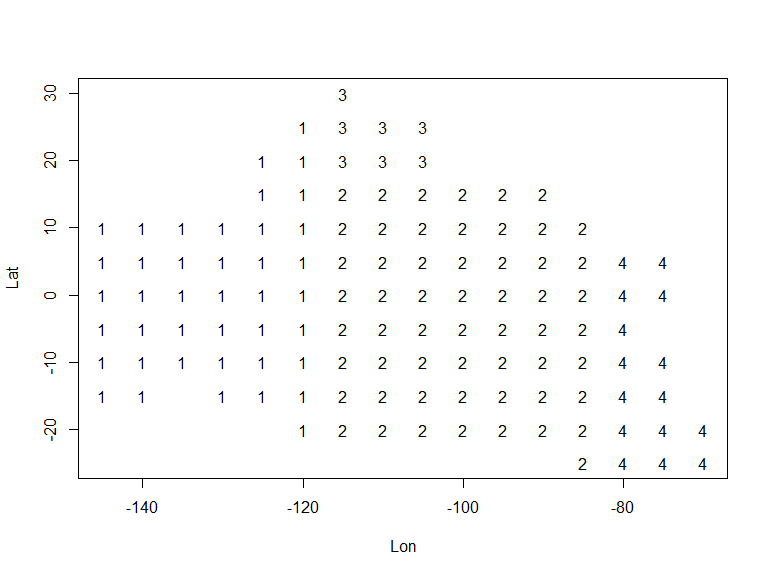 30 3
1 3 3 3
20 1 1 3 3 3
1 1 2 2 2 2 2 2
10 1 1 1 1 1 1 2 2 2 2 2 2 2
1 1 1 1 1 1 2 2 2 2 2 2 2 4 4
0 1 1 1 1 1 1 2 2 2 2 2 2 2 4 4
1 1 1 1 1 1 2 2 2 2 2 2 2 4
-10 1 1 1 1 1 1 2 2 2 2 2 2 2 4 4
1 1 1 1 1 2 2 2 2 2 2 2 4 4
-20 1 2 2 2 2 2 2 2 4 4 4
2 4 4 4
-140 -120 -100 -80
Lon
Lat